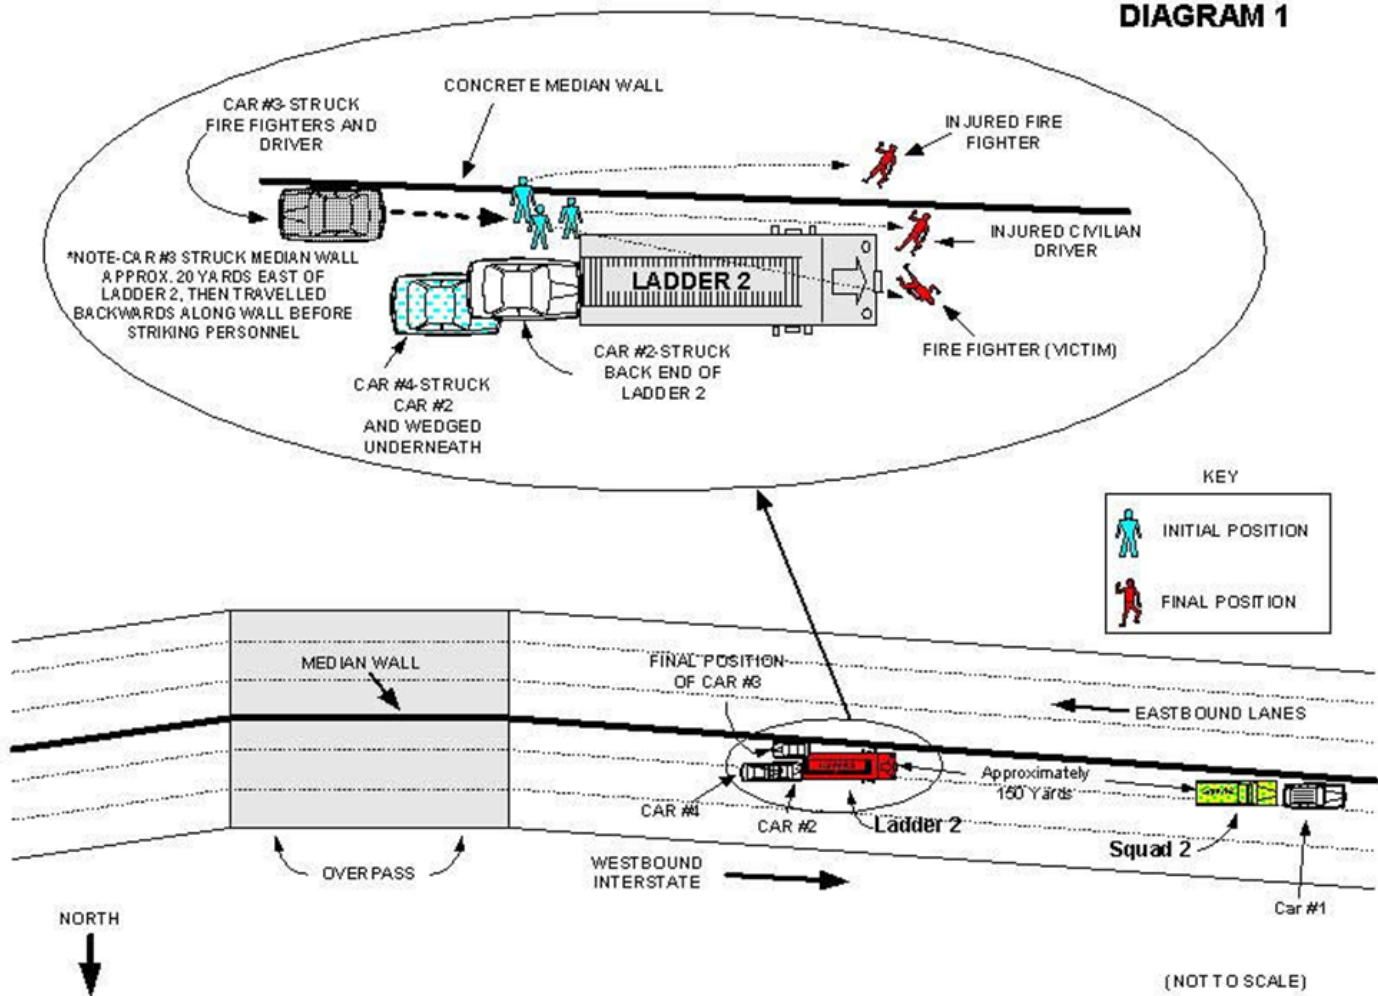 DIAGRAM 1
CONCRETE MEDIAN WALL
CAR #3-STRUCK
FIRE FIGHTERS AND
DRIVER
INJURED FIRE
FIGHTER
INJURED CIVILIAN
DRIVER
*NOTE-CAR #3 STRUCK MEDIAN WALL
APPROX. 20 YARDS EAST OF
LADDER 2, THEN TRAVELLED
BACKWARDS ALONG WALL BEFORE
STRIKING PERSONNEL
LADDER 2
FIRE FIGHTER (VICTIM)
CAR #2-STRUCK
BACK END OF
LADDER 2
CAR #4-STRUCK
CAR #2
AND WEDGED
UNDERNEATH
KEY
INITIAL POSITION
FINAL POSITION
MEDIAN WALL
FINAL POSITION
OF CAR #3
EASTBOUND LANES
Approximately
150 Yards
CAR #4
CAR #2
Ladder 2
Squad 2
OVERPASS
WESTBOUND
INTERSTATE
Car #1
NORTH
(NOT TO SCALE)